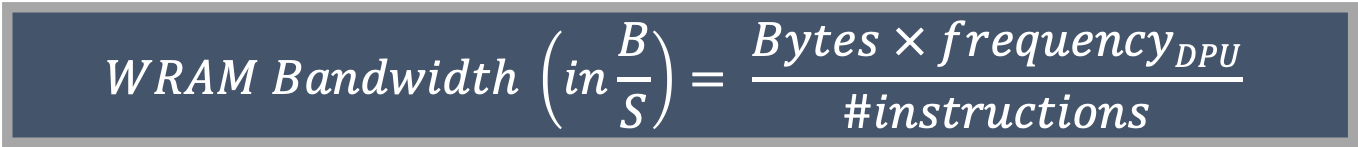 WRAM Bandwidth (in B/S) = Bytes × frequency_DPU / #instructions